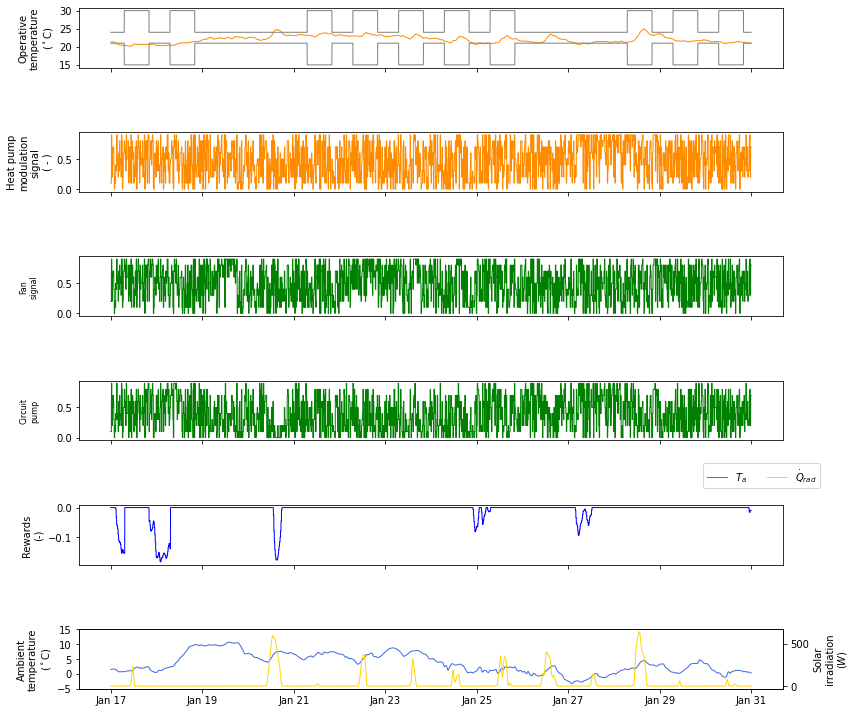 Operative
temperature
(°C)
30
25
20
15
Heat pump
modulation
signal
( - )
0.5
0.0
Fan
signal
0.5
0.0
Circuit
pump
0.5
0.0
T_a
Q̇_rad
Rewards
(-)
0.0
−0.1
Ambient
temperature
(°C)
15
10
5
0
−5
500
0
Solar
irradiation
(W)
Jan 17 Jan 19 Jan 21 Jan 23 Jan 25 Jan 27 Jan 29 Jan 31